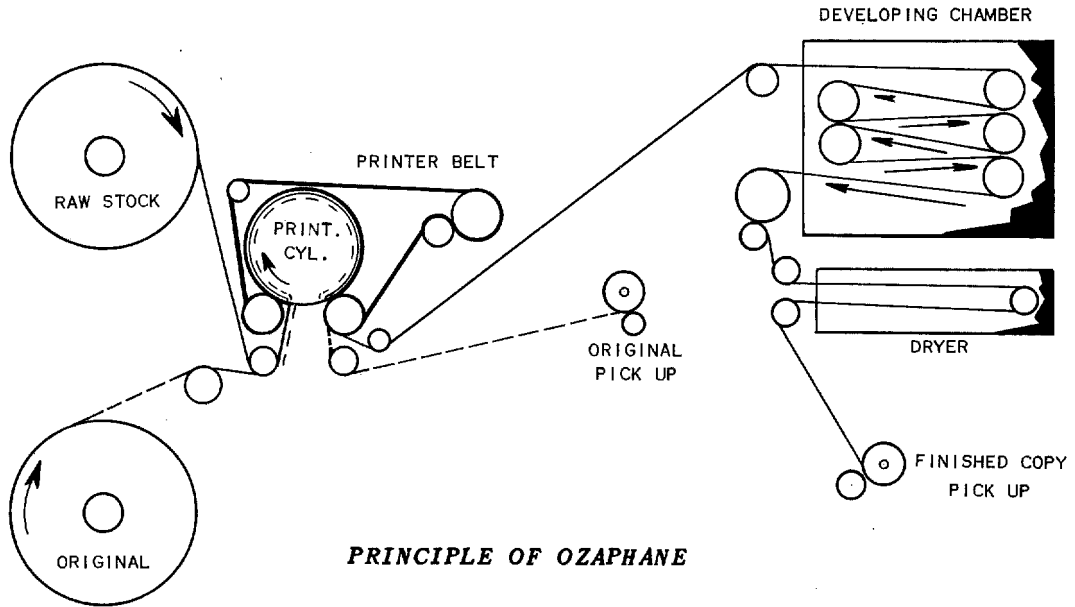 DEVELOPING CHAMBER
PRINTER BELT
RAW STOCK
PRINT.
CYL.
ORIGINAL
PICK UP
DRYER
FINISHED COPY
PICK UP
ORIGINAL
PRINCIPLE OF OZAPHANE